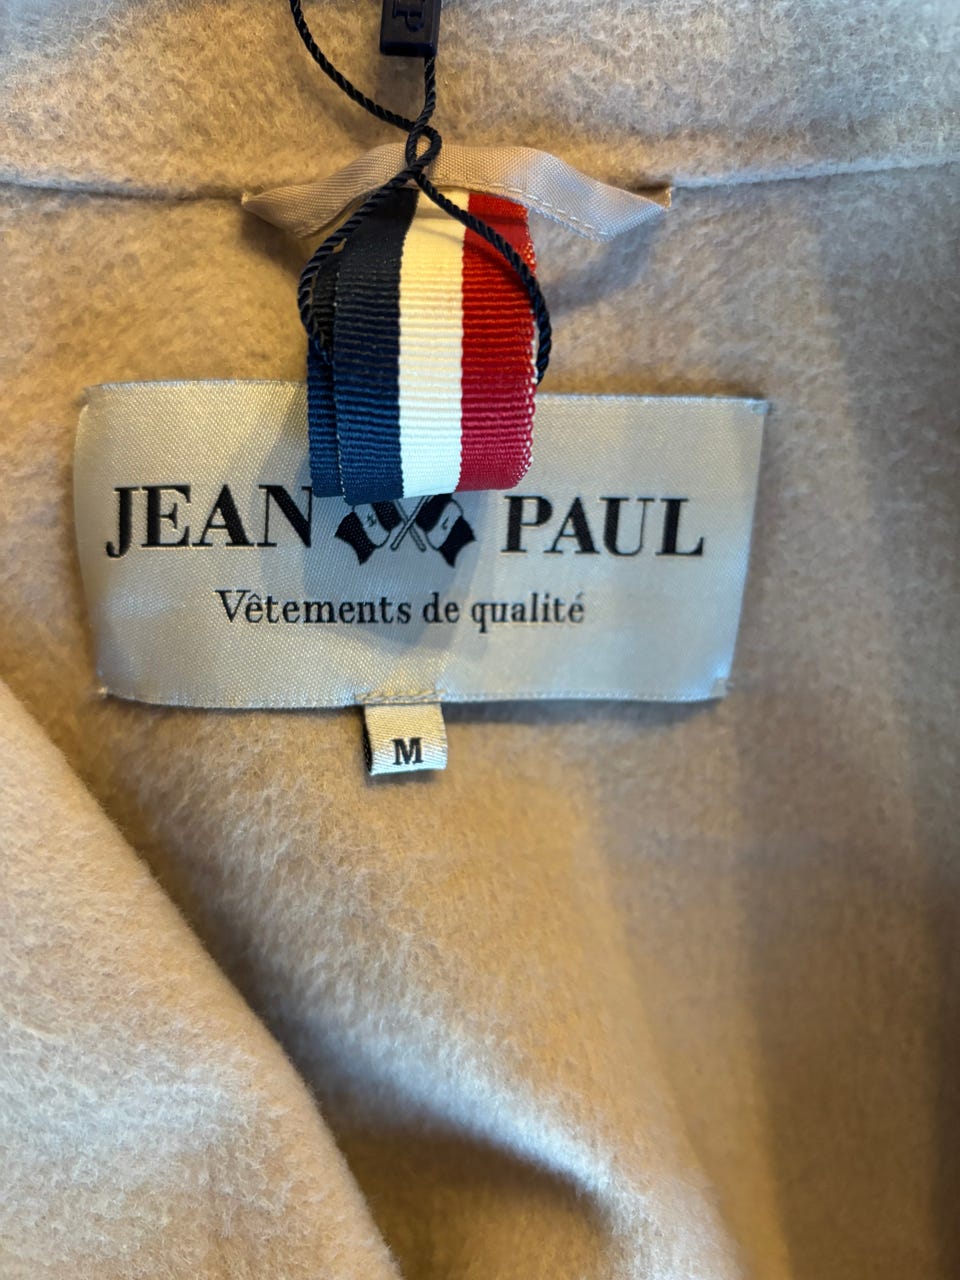 P
JEAN PAUL
Vêtements de qualité
M